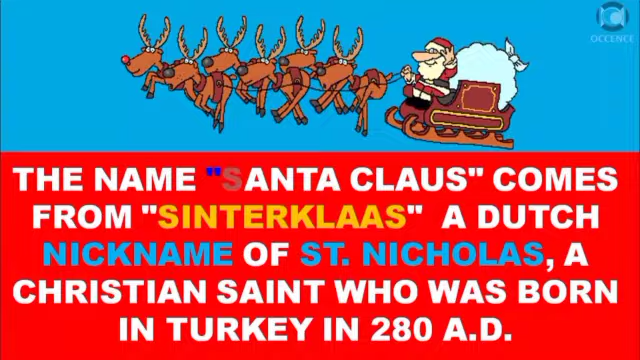 OCCENCE
THE NAME "SANTA CLAUS" COMES
FROM "SINTERKLAAS" A DUTCH
NICKNAME OF ST. NICHOLAS, A
CHRISTIAN SAINT WHO WAS BORN
IN TURKEY IN 280 A.D.